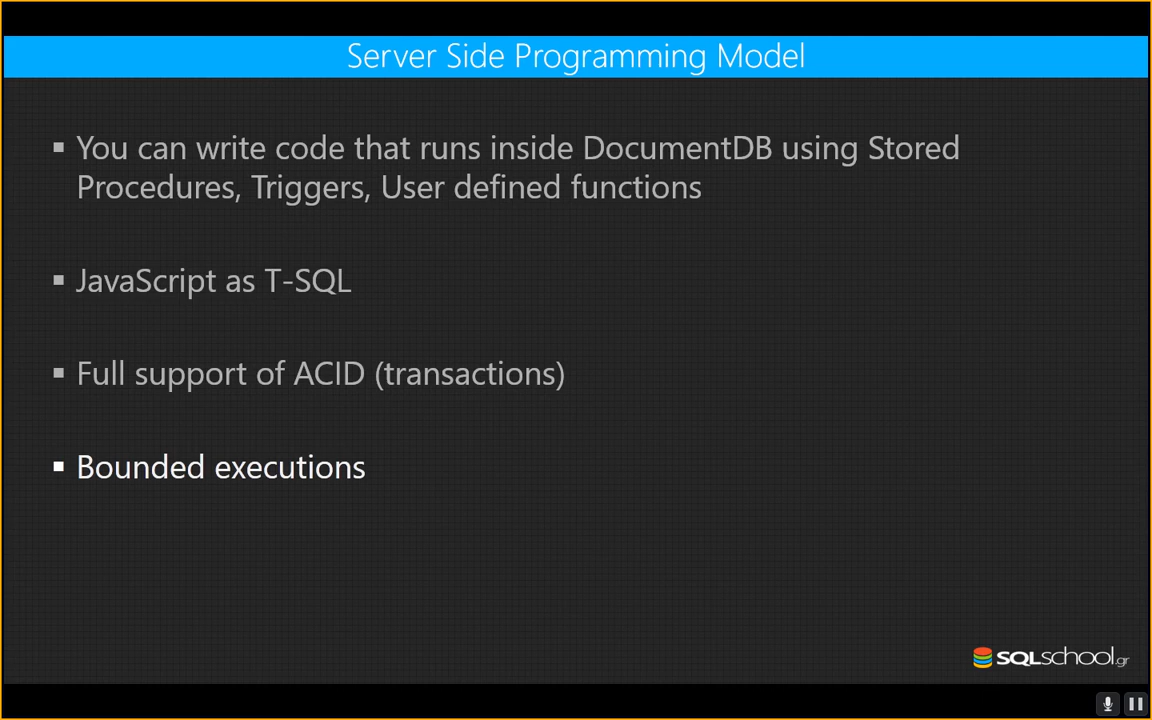 Server Side Programming Model
You can write code that runs inside DocumentDB using Stored
Procedures, Triggers, User defined functions
JavaScript as T-SQL
Full support of ACID (transactions)
Bounded executions
SQLschool.gr